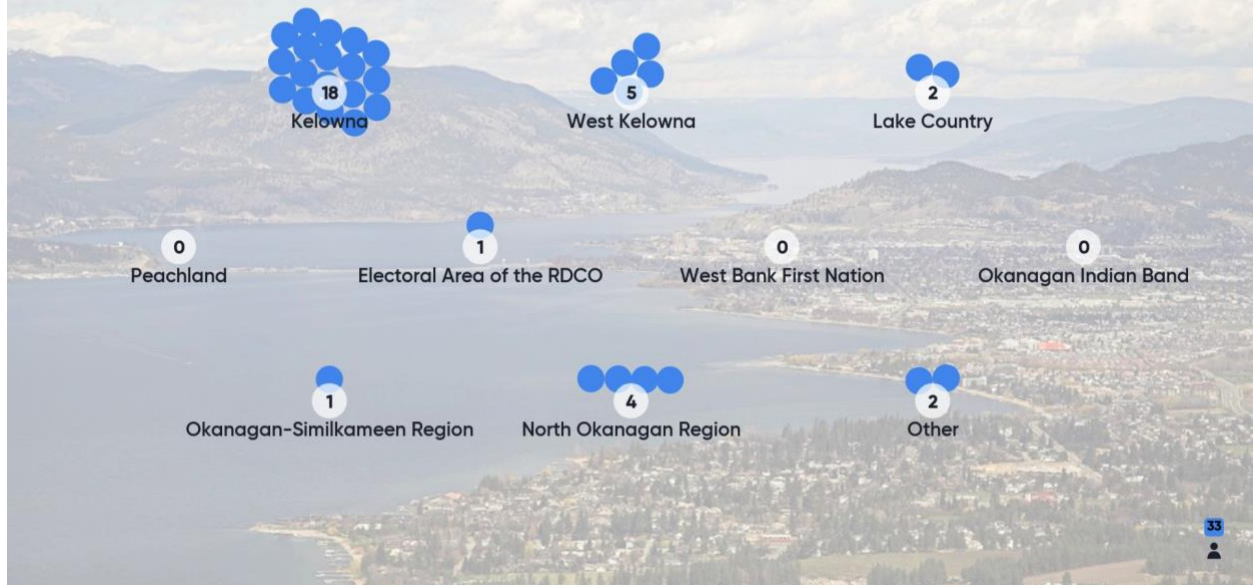 18
Kelowna
5
West Kelowna
2
Lake Country
0
Peachland
1
Electoral Area of the RDCO
0
West Bank First Nation
0
Okanagan Indian Band
1
Okanagan-Similkameen Region
4
North Okanagan Region
2
Other
33